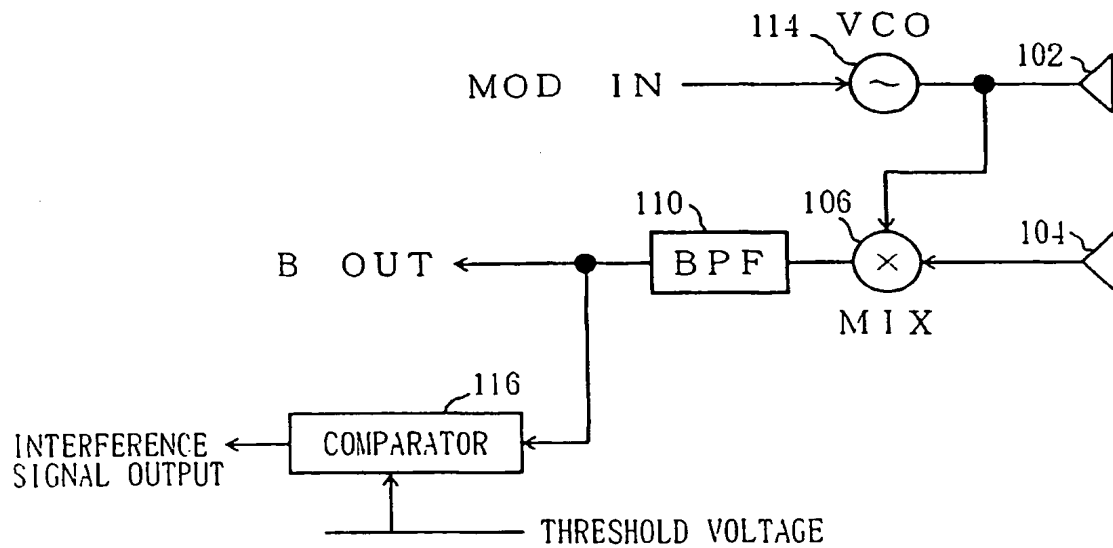 114
VCO
102
MOD IN
~
110
106
104
B OUT
BPF
×
MIX
116
INTERFERENCE
SIGNAL OUTPUT
COMPARATOR
THRESHOLD VOLTAGE